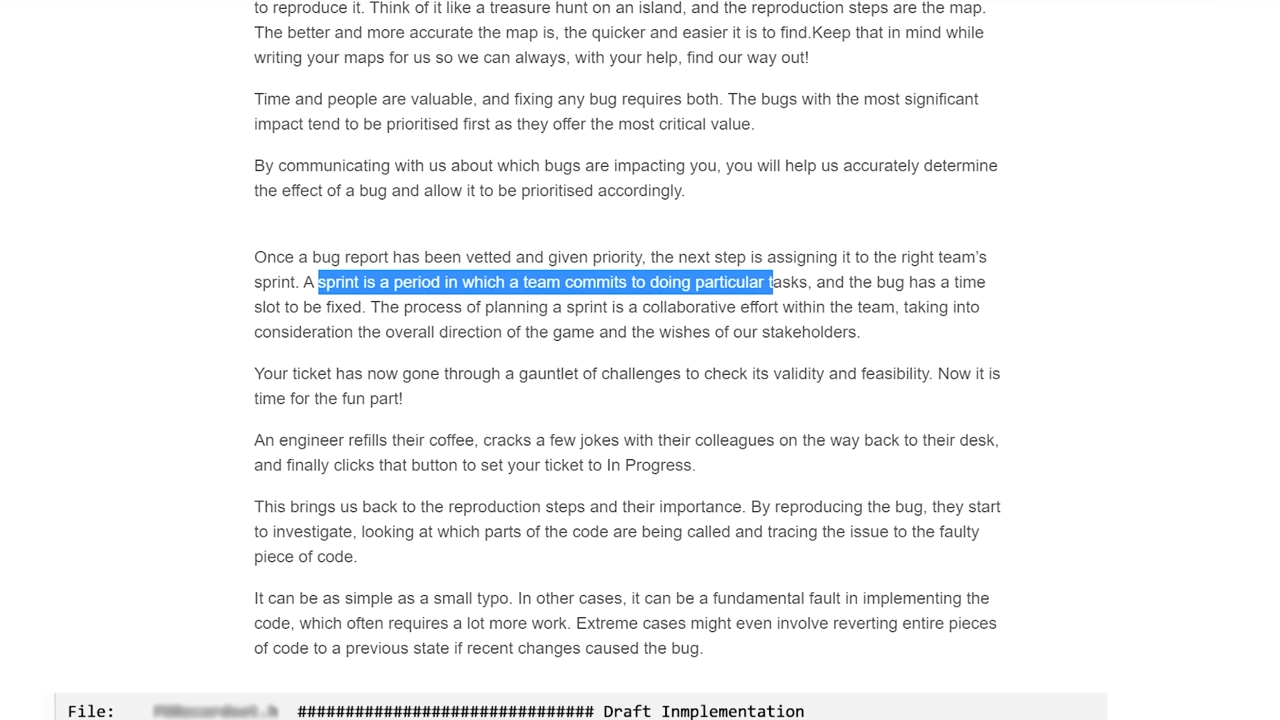 to reproduce it. Think of it like a treasure hunt on an island, and the reproduction steps are the map.
The better and more accurate the map is, the quicker and easier it is to find.Keep that in mind while
writing your maps for us so we can always, with your help, find our way out!
Time and people are valuable, and fixing any bug requires both. The bugs with the most significant
impact tend to be prioritised first as they offer the most critical value.
By communicating with us about which bugs are impacting you, you will help us accurately determine
the effect of a bug and allow it to be prioritised accordingly.
Once a bug report has been vetted and given priority, the next step is assigning it to the right team’s
sprint. A sprint is a period in which a team commits to doing particular tasks, and the bug has a time
slot to be fixed. The process of planning a sprint is a collaborative effort within the team, taking into
consideration the overall direction of the game and the wishes of our stakeholders.
Your ticket has now gone through a gauntlet of challenges to check its validity and feasibility. Now it is
time for the fun part!
An engineer refills their coffee, cracks a few jokes with their colleagues on the way back to their desk,
and finally clicks that button to set your ticket to In Progress.
This brings us back to the reproduction steps and their importance. By reproducing the bug, they start
to investigate, looking at which parts of the code are being called and tracing the issue to the faulty
piece of code.
It can be as simple as a small typo. In other cases, it can be a fundamental fault in implementing the
code, which often requires a lot more work. Extreme cases might even involve reverting entire pieces
of code to a previous state if recent changes caused the bug.
File: ############################### Draft Inmplementation